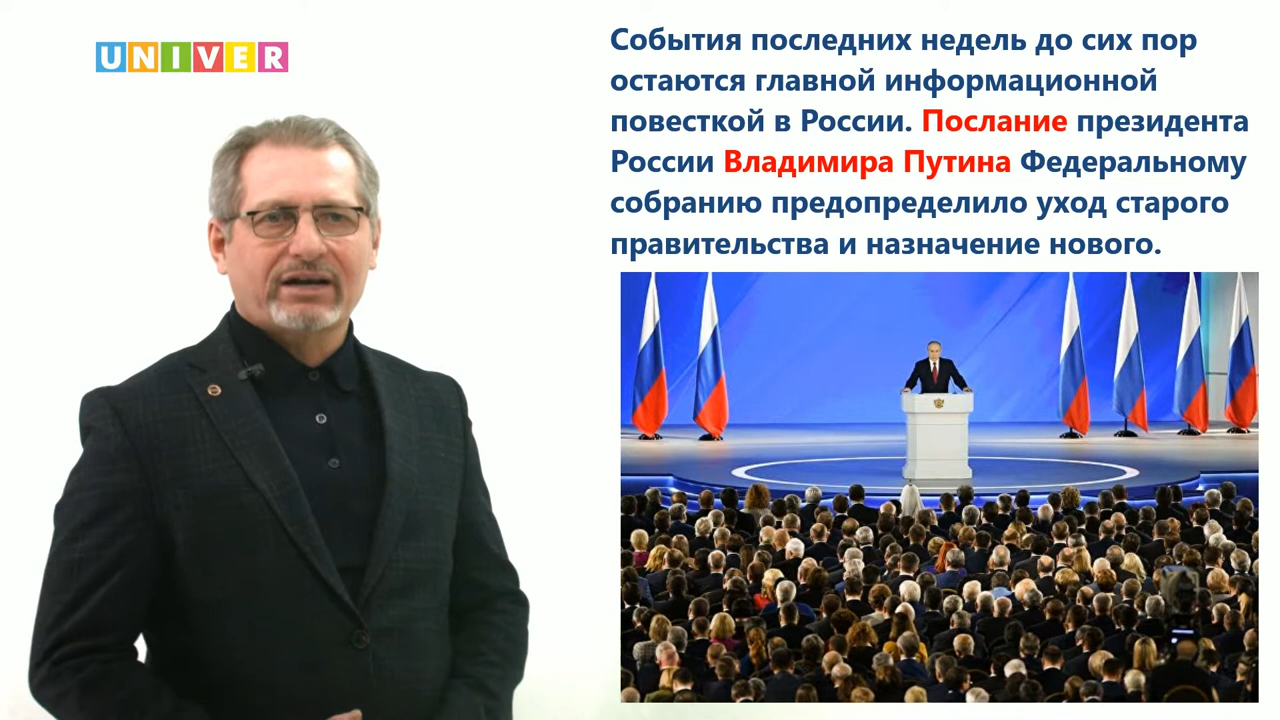 UNIVER
События последних недель до сих пор
остаются главной информационной
повесткой в России. Послание президента
России Владимира Путина Федеральному
собранию предопределило уход старого
правительства и назначение нового.